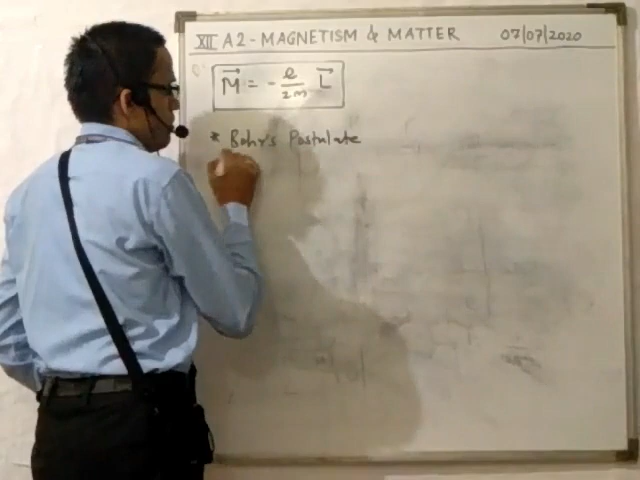 XII A2 - MAGNETISM & MATTER 07/07/2020
M⃗ = - e/2m L⃗
* Bohr's Postulate